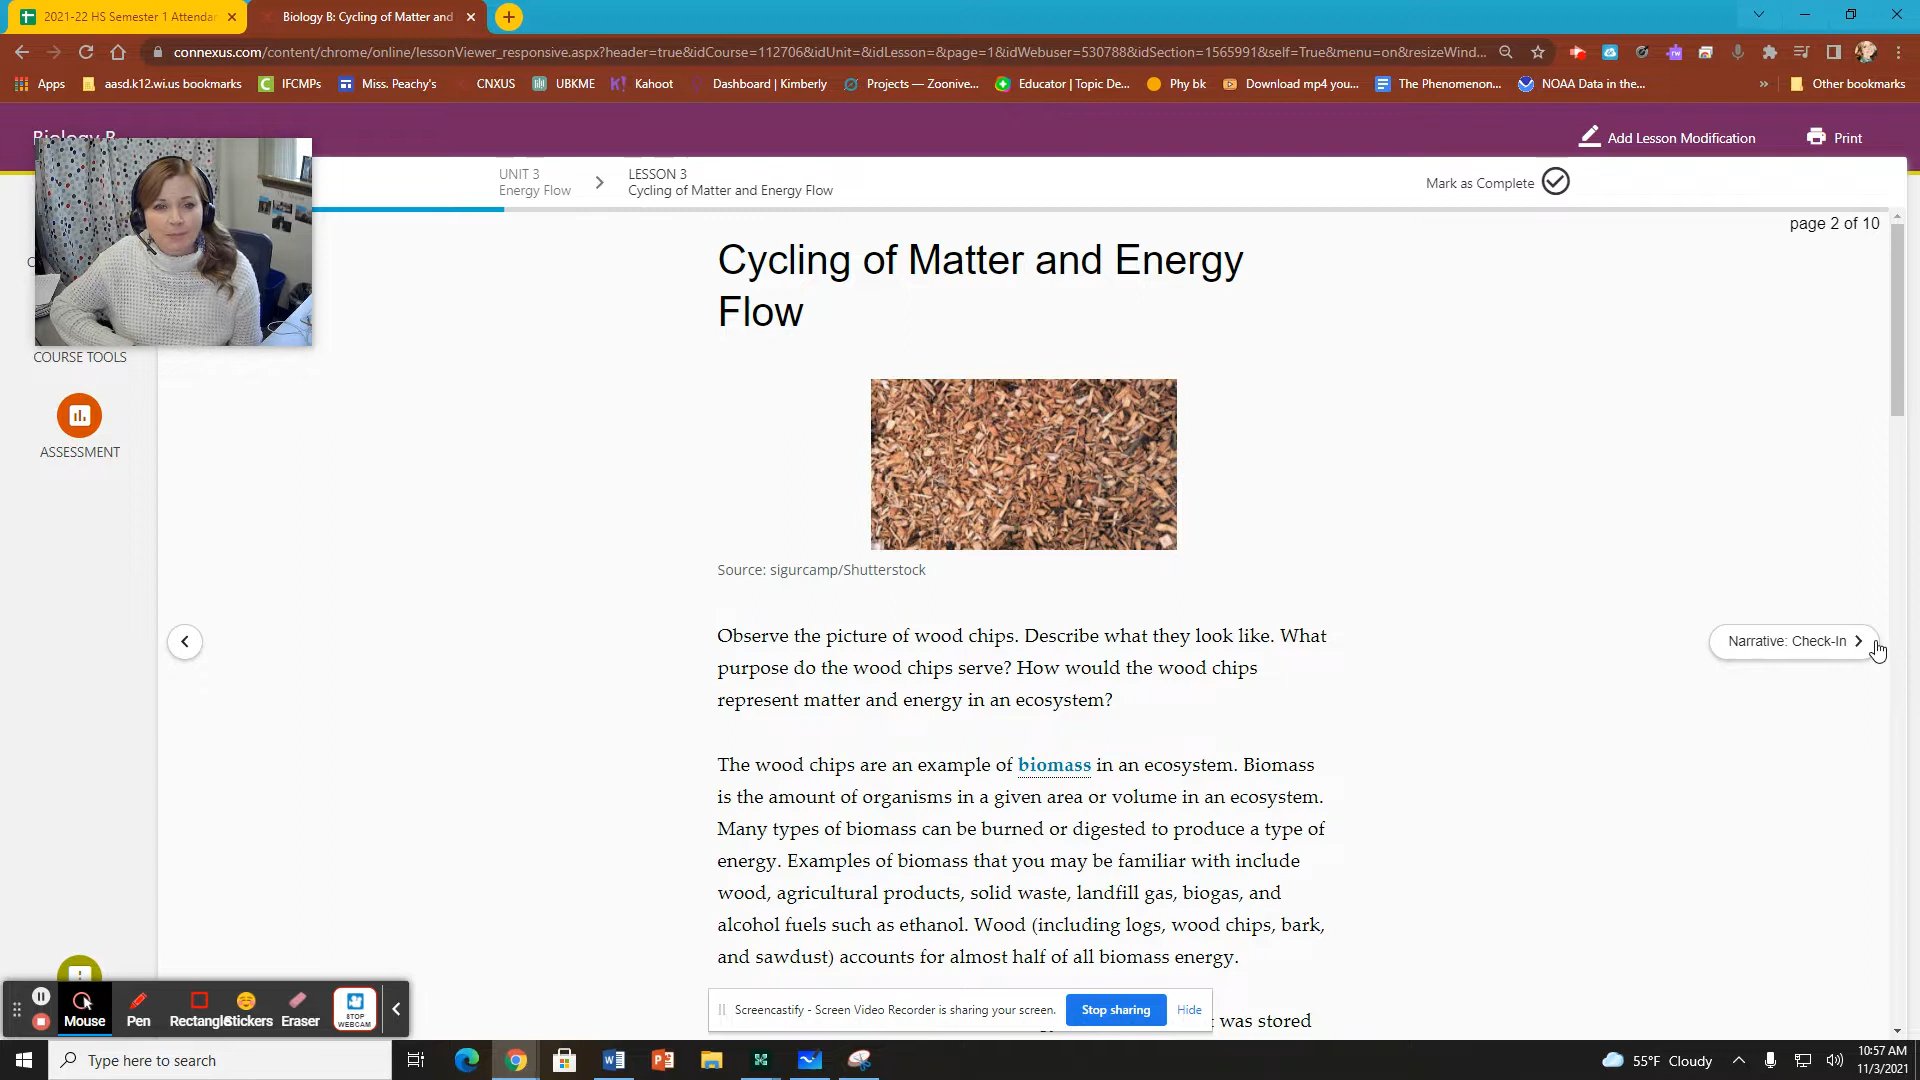 2021-22 HS Semester 1 Attendan
Biology B: Cycling of Matter and
connexus.com/content/chrome/online/lessonViewer_responsive.aspx?header=true&idCourse=112706&idUnit=&idLesson=&page=1&idWebuser=530788&idSection=1565991&self=True&menu=on&resizeWind...
Apps
aasd.k12.wi.us bookmarks
IFCMPs
Miss. Peachy's
CNXUS
UBKME
Kahoot
Dashboard | Kimberly
Projects — Zoonive...
Educator | Topic De...
Phy bk
Download mp4 you...
The Phenomenon...
NOAA Data in the...
Other bookmarks
Biology B
Add Lesson Modification
Print
UNIT 3
Energy Flow
LESSON 3
Cycling of Matter and Energy Flow
Mark as Complete
page 2 of 10
Cycling of Matter and Energy
Flow
Source: sigurcamp/Shutterstock
COURSE TOOLS
ASSESSMENT
Observe the picture of wood chips. Describe what they look like. What
purpose do the wood chips serve? How would the wood chips
represent matter and energy in an ecosystem?
Narrative: Check-In
The wood chips are an example of biomass in an ecosystem. Biomass
is the amount of organisms in a given area or volume in an ecosystem.
Many types of biomass can be burned or digested to produce a type of
energy. Examples of biomass that you may be familiar with include
wood, agricultural products, solid waste, landfill gas, biogas, and
alcohol fuels such as ethanol. Wood (including logs, wood chips, bark,
and sawdust) accounts for almost half of all biomass energy.
was stored
Mouse
Pen
Rectangle
Stickers
Eraser
STOP
WEBCAM
Screencastify - Screen Video Recorder is sharing your screen.
Stop sharing
Hide
Type here to search
55°F Cloudy
10:57 AM
11/3/2021